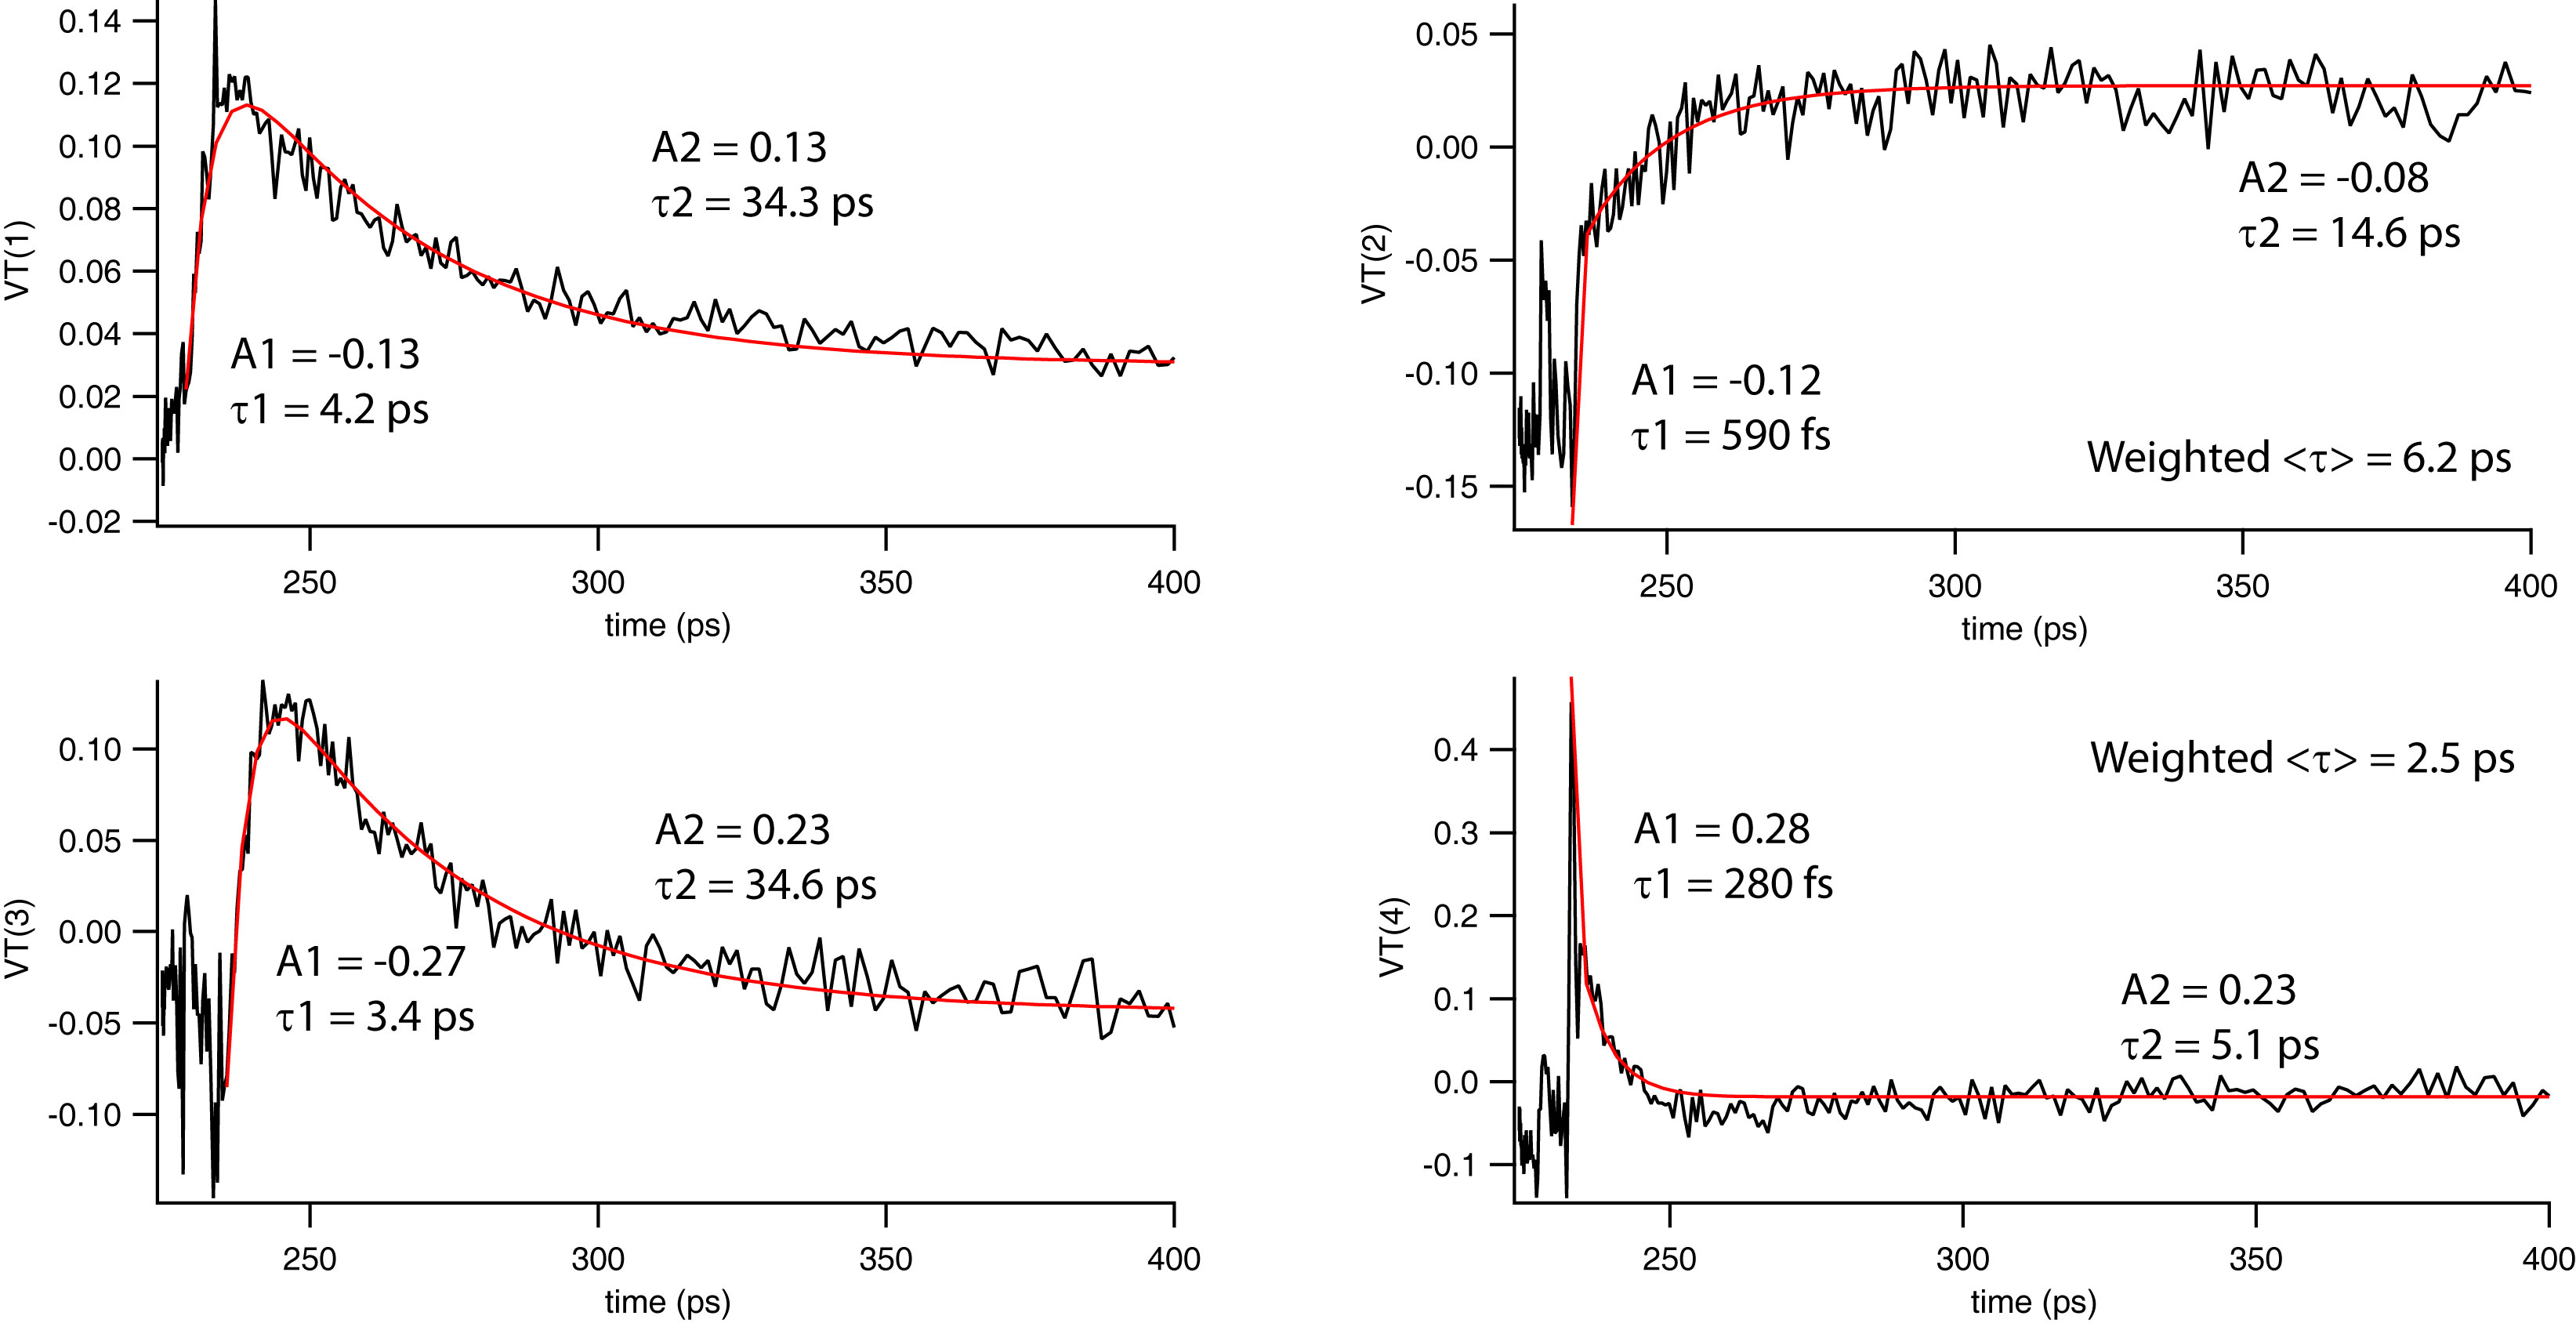 0.14
0.12
0.10
0.08
0.06
0.04
0.02
0.00
-0.02
VT(1)
A2 = 0.13
τ2 = 34.3 ps
A1 = -0.13
τ1 = 4.2 ps
250 300 350 400
time (ps)
0.05
0.00
-0.05
-0.10
-0.15
VT(2)
A2 = -0.08
τ2 = 14.6 ps
A1 = -0.12
τ1 = 590 fs
Weighted <τ> = 6.2 ps
250 300 350 400
time (ps)
0.10
0.05
0.00
-0.05
-0.10
VT(3)
A2 = 0.23
τ2 = 34.6 ps
A1 = -0.27
τ1 = 3.4 ps
250 300 350 400
time (ps)
0.4
0.3
0.2
0.1
0.0
-0.1
VT(4)
Weighted <τ> = 2.5 ps
A1 = 0.28
τ1 = 280 fs
A2 = 0.23
τ2 = 5.1 ps
250 300 350 400
time (ps)